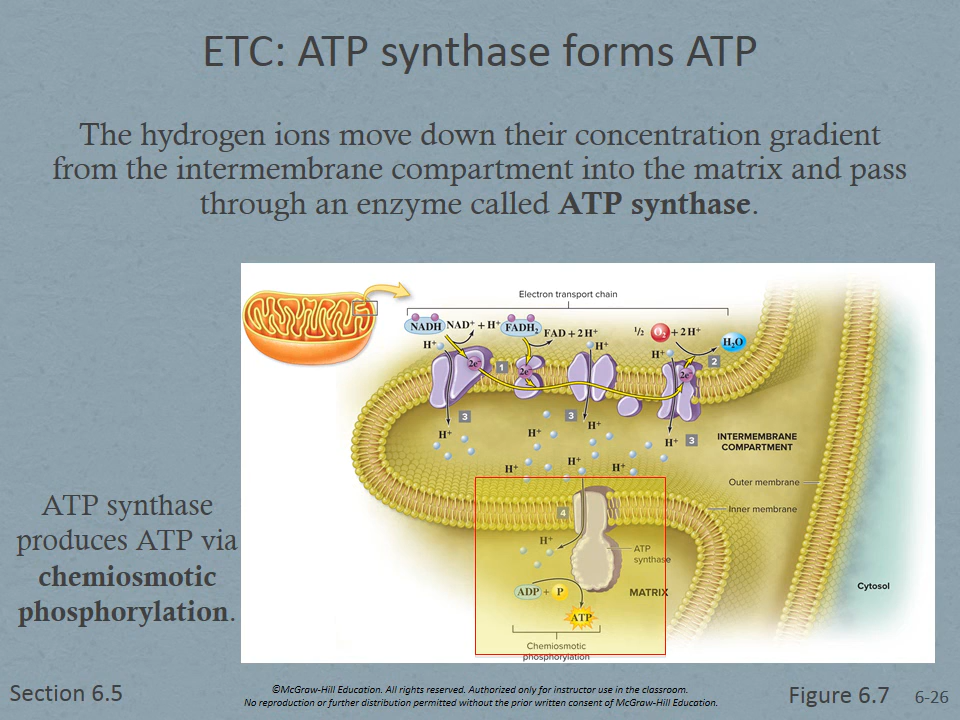 ETC: ATP synthase forms ATP
The hydrogen ions move down their concentration gradient
from the intermembrane compartment into the matrix and pass
through an enzyme called ATP synthase.
Electron transport chain
NADH NAD⁺ + H⁺ FADH₂ FAD + 2H⁺ 1/2 O₂ + 2H⁺ H₂O
H⁺ H⁺ H⁺
2e⁻ 1 2e⁻ 2e⁻ 2
3 3 3
H⁺ H⁺ H⁺ H⁺
INTERMEMBRANE
COMPARTMENT
H⁺ H⁺ H⁺
Outer membrane
Inner membrane
4
H⁺
ATP
synthase
ADP + P
MATRIX
ATP
Chemiosmotic
phosphorylation
Cytosol
ATP synthase
produces ATP via
chemiosmotic
phosphorylation.
Section 6.5
©McGraw-Hill Education. All rights reserved. Authorized only for instructor use in the classroom.
No reproduction or further distribution permitted without the prior written consent of McGraw-Hill Education.
Figure 6.7
6-26